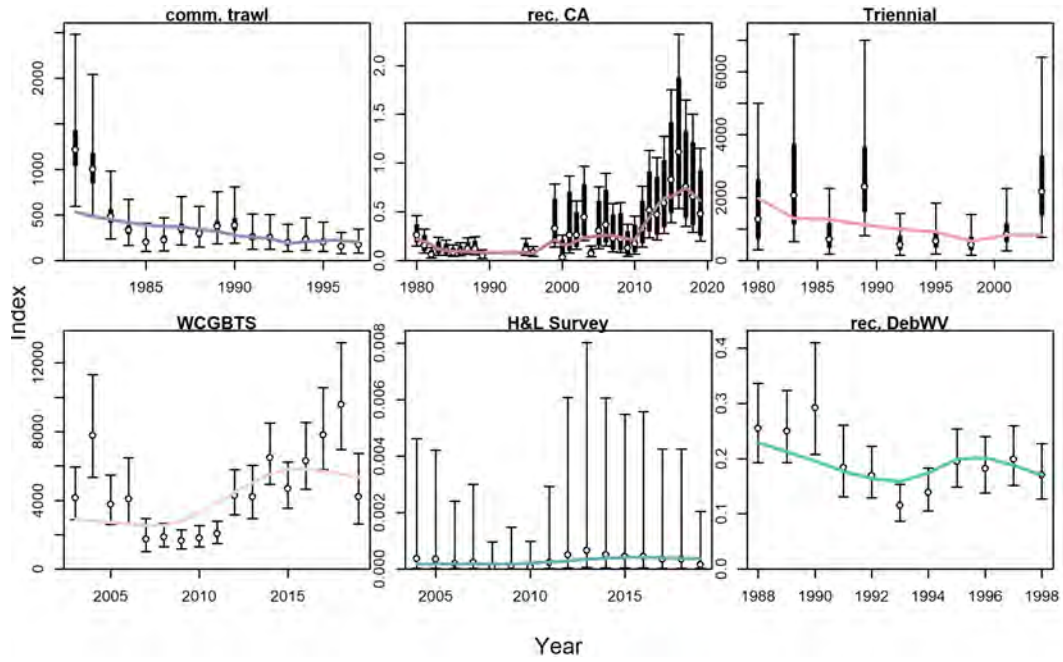 comm. trawl
rec. CA
Triennial
0 500 1000 2000
1985 1990 1995
0.0 0.5 1.0 1.5 2.0
1980 1990 2000 2010 2020
0 2000 4000 6000
1980 1985 1990 1995 2000
WCGBTS
H&L Survey
rec. DebWV
0 4000 8000 12000
2005 2010 2015
0.000 0.002 0.004 0.006 0.008
2005 2010 2015
0.0 0.1 0.2 0.3 0.4
1988 1990 1992 1994 1996 1998
Index
Year